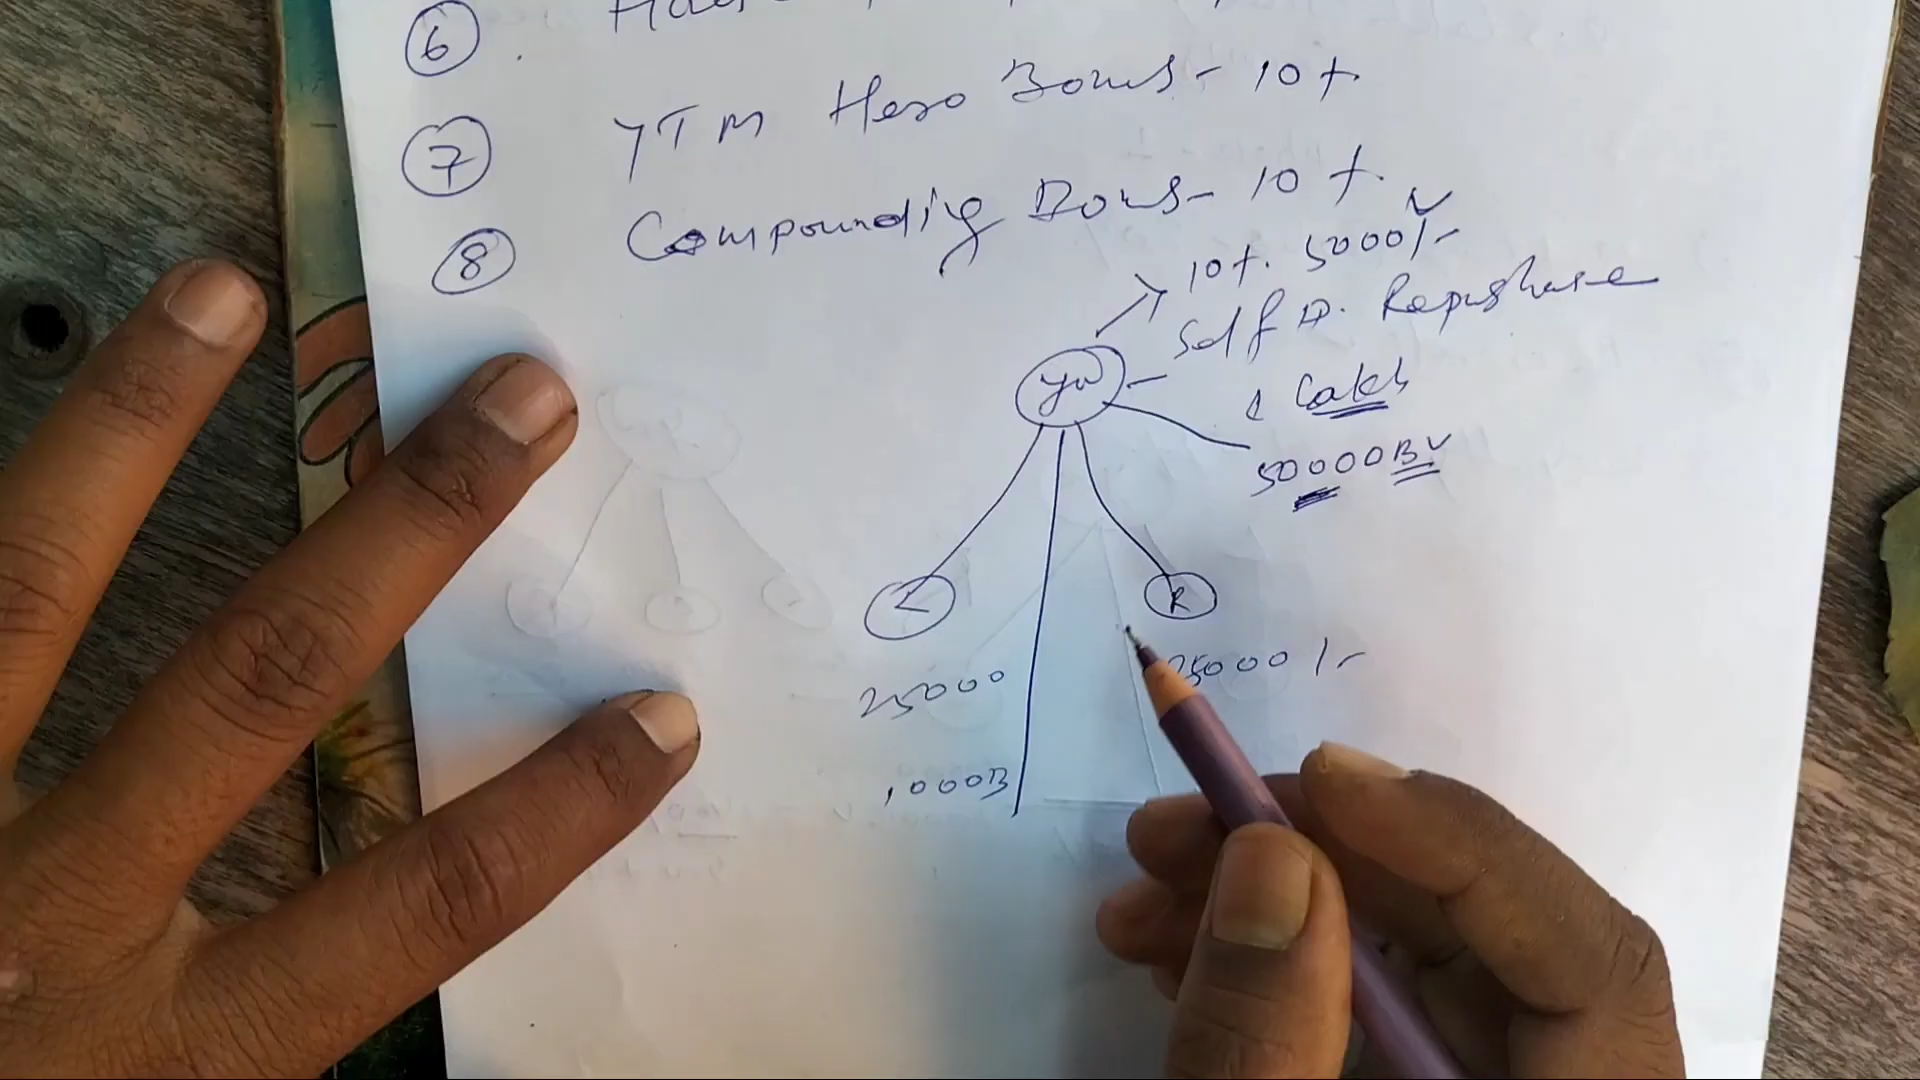 6.
7 YTM Hero Bonus - 10 %.
8 Compounding Bonus - 10 %.
10 %. 5000/-
Self Repurchase
You
1 Lakh
50000 BV
L
R
25000
25000/-
1000B